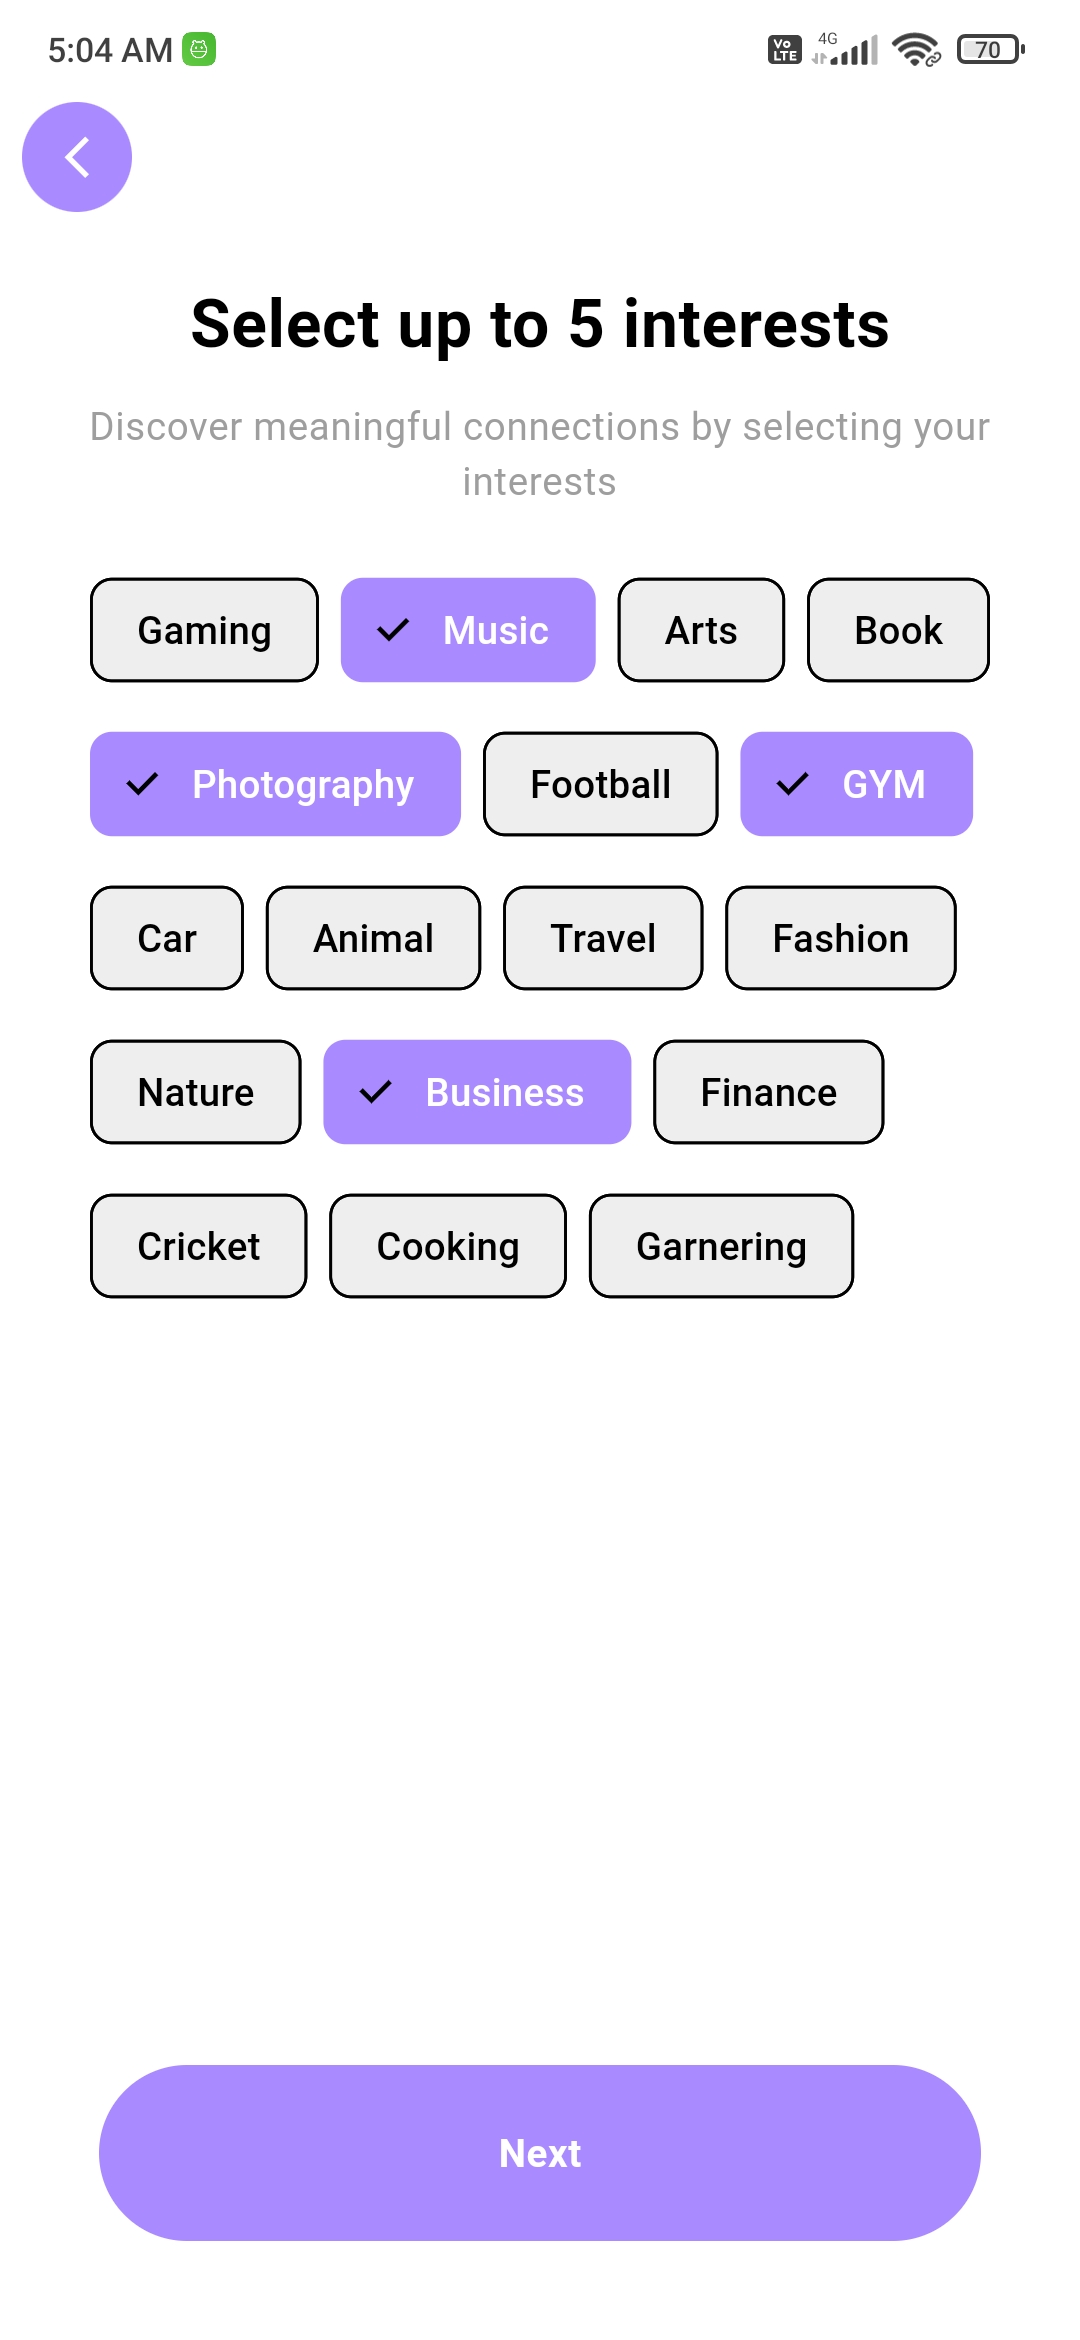 5:04 AM
Vo LTE 4G 70
Select up to 5 interests
Discover meaningful connections by selecting your
interests
Gaming Music Arts Book
Photography Football GYM
Car Animal Travel Fashion
Nature Business Finance
Cricket Cooking Garnering
Next